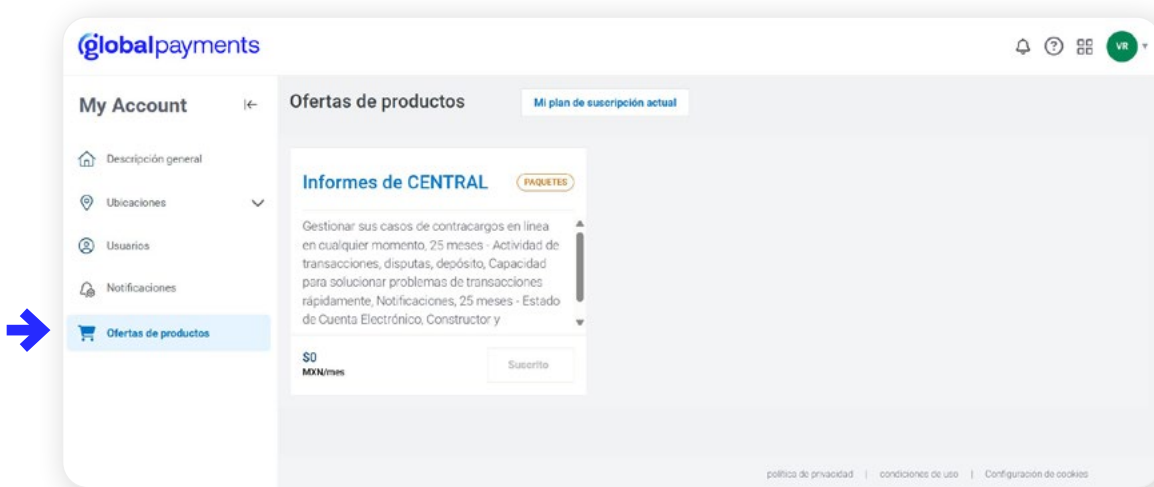 globalpayments
VR
My Account
Descripción general
Ubicaciones
Usuarios
Notificaciones
Ofertas de productos
Ofertas de productos
Mi plan de suscripción actual
Informes de CENTRAL
PAQUETES
Gestionar sus casos de contracargos en línea
en cualquier momento, 25 meses - Actividad de
transacciones, disputas, depósito, Capacidad
para solucionar problemas de transacciones
rápidamente, Notificaciones, 25 meses - Estado
de Cuenta Electrónico, Constructor y
$0
MXN/mes
Suscrito
política de privacidad | condiciones de uso | Configuración de cookies